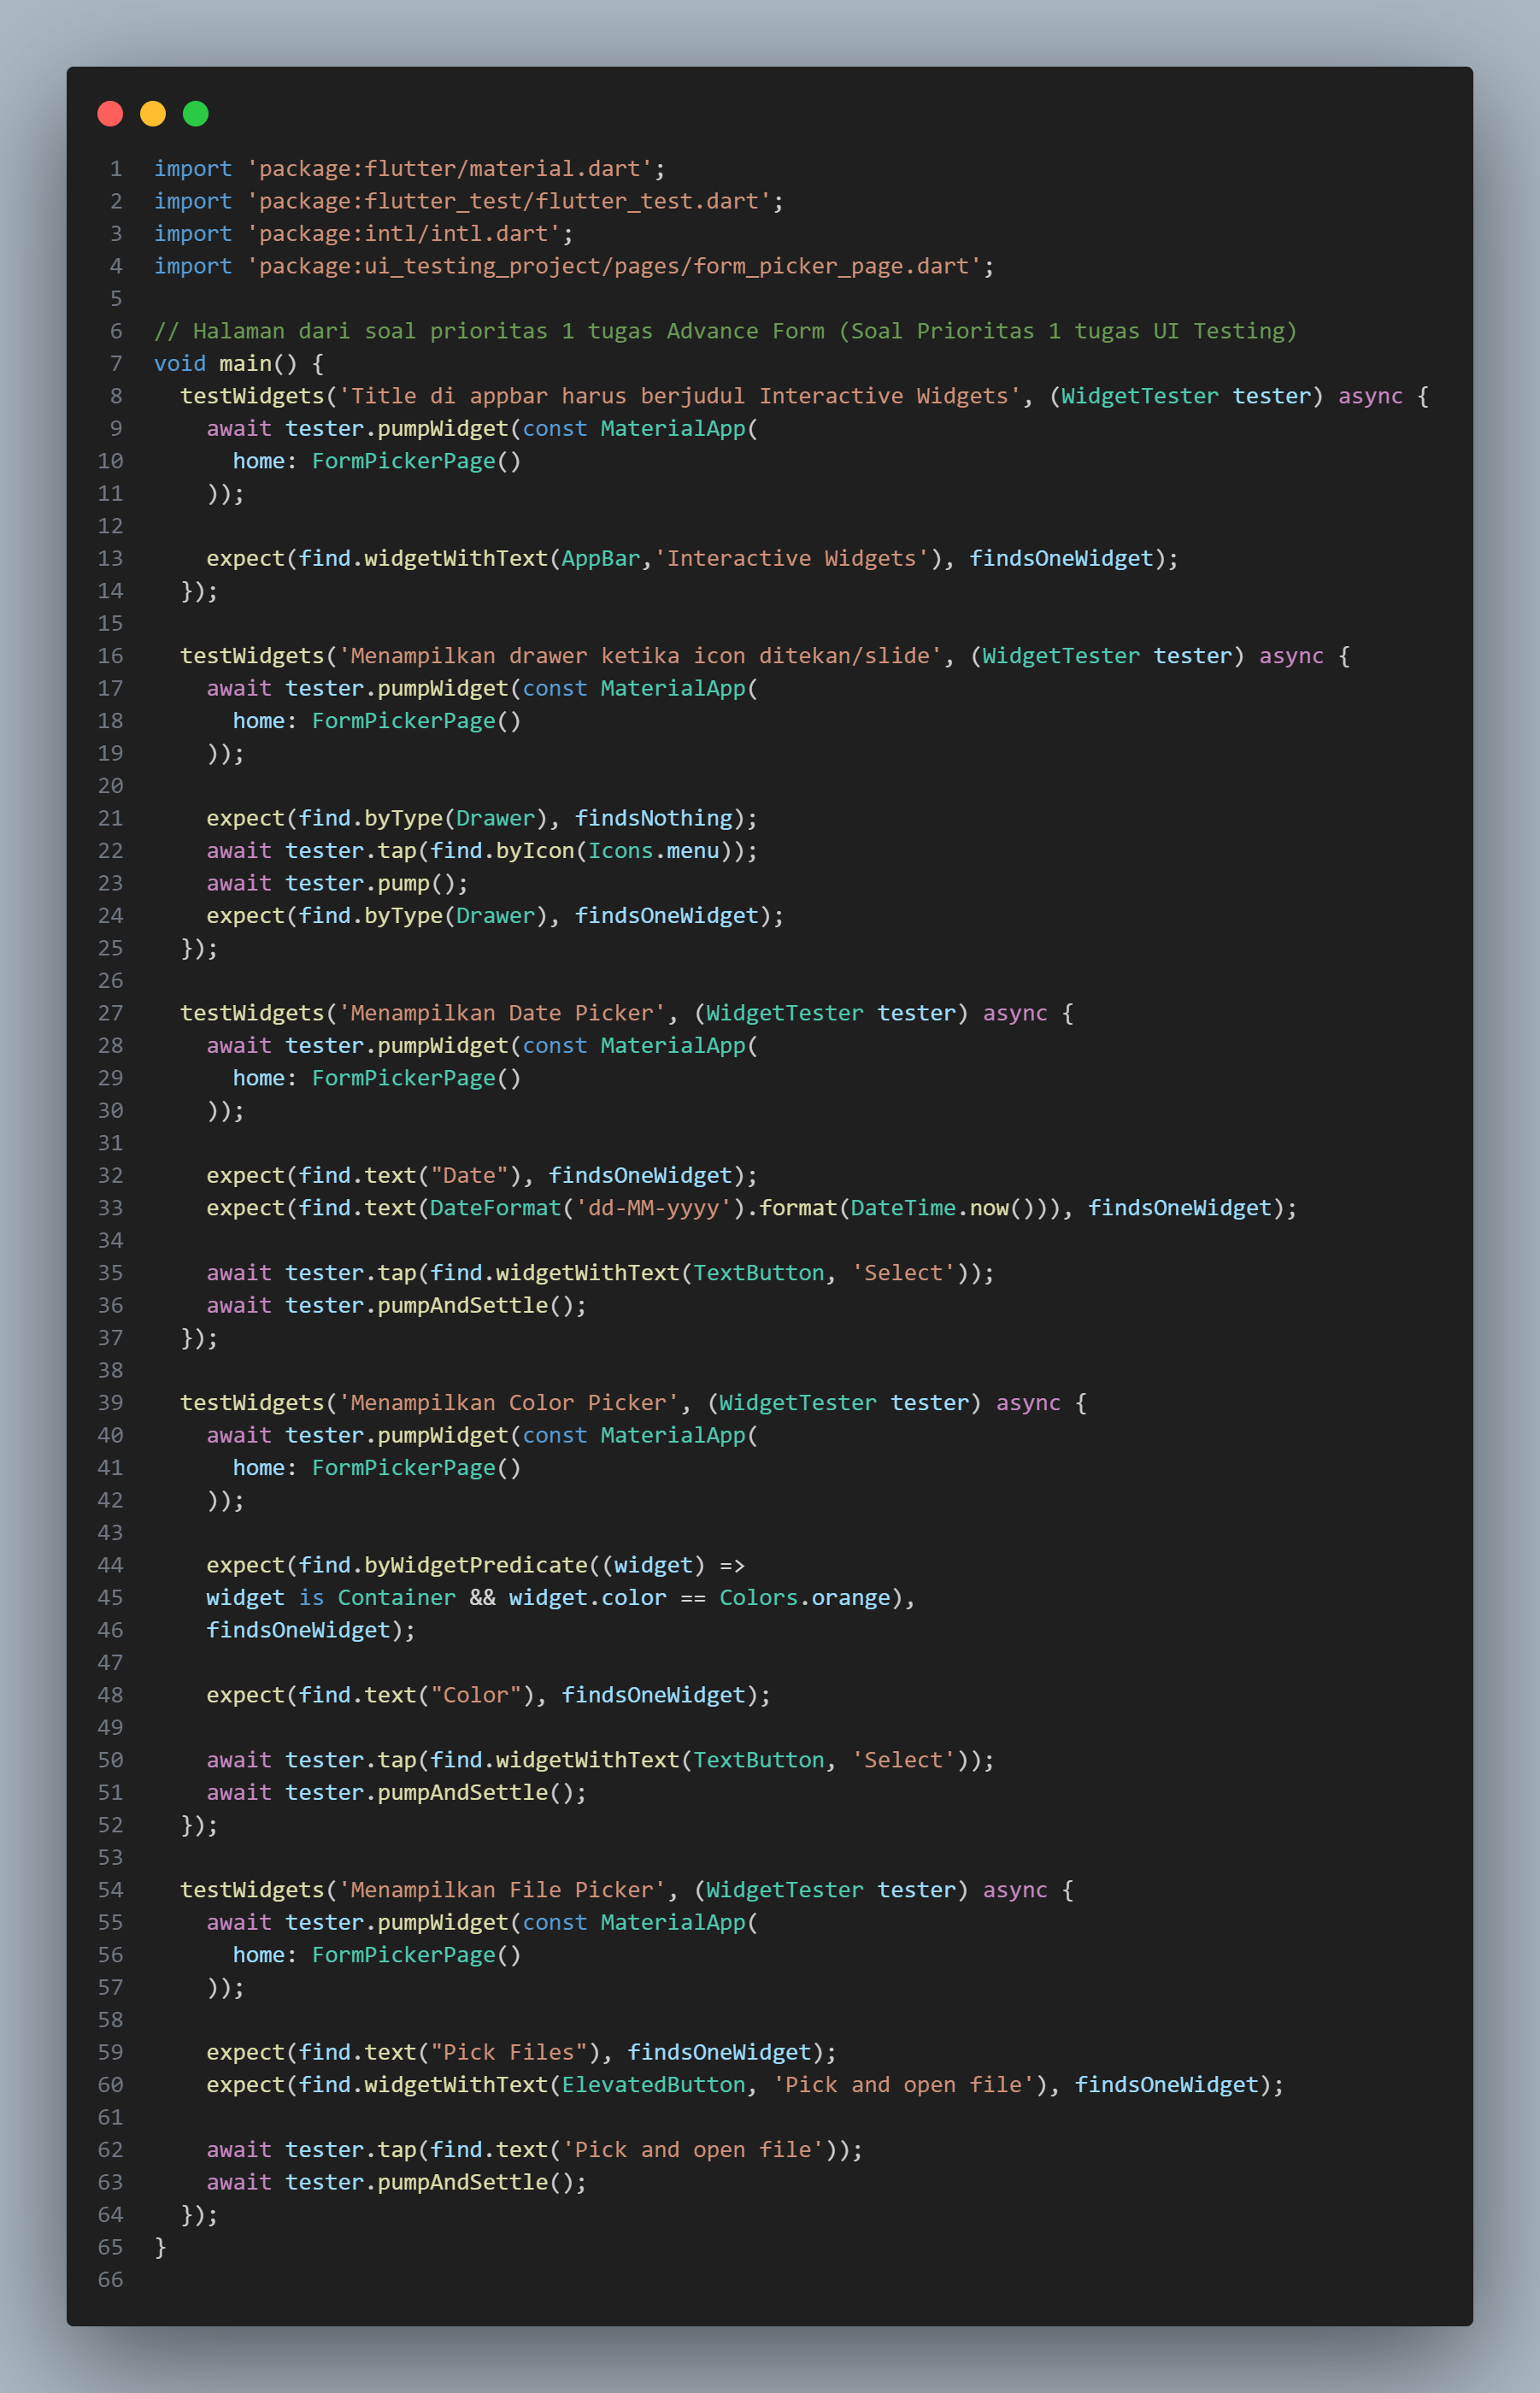 1 import 'package:flutter/material.dart';
2 import 'package:flutter_test/flutter_test.dart';
3 import 'package:intl/intl.dart';
4 import 'package:ui_testing_project/pages/form_picker_page.dart';
5
6 // Halaman dari soal prioritas 1 tugas Advance Form (Soal Prioritas 1 tugas UI Testing)
7 void main() {
8   testWidgets('Title di appbar harus berjudul Interactive Widgets', (WidgetTester tester) async {
9     await tester.pumpWidget(const MaterialApp(
10       home: FormPickerPage()
11     ));
12
13     expect(find.widgetWithText(AppBar,'Interactive Widgets'), findsOneWidget);
14   });
15
16   testWidgets('Menampilkan drawer ketika icon ditekan/slide', (WidgetTester tester) async {
17     await tester.pumpWidget(const MaterialApp(
18       home: FormPickerPage()
19     ));
20
21     expect(find.byType(Drawer), findsNothing);
22     await tester.tap(find.byIcon(Icons.menu));
23     await tester.pump();
24     expect(find.byType(Drawer), findsOneWidget);
25   });
26
27   testWidgets('Menampilkan Date Picker', (WidgetTester tester) async {
28     await tester.pumpWidget(const MaterialApp(
29       home: FormPickerPage()
30     ));
31
32     expect(find.text("Date"), findsOneWidget);
33     expect(find.text(DateFormat('dd-MM-yyyy').format(DateTime.now())), findsOneWidget);
34
35     await tester.tap(find.widgetWithText(TextButton, 'Select'));
36     await tester.pumpAndSettle();
37   });
38
39   testWidgets('Menampilkan Color Picker', (WidgetTester tester) async {
40     await tester.pumpWidget(const MaterialApp(
41       home: FormPickerPage()
42     ));
43
44     expect(find.byWidgetPredicate((widget) =>
45     widget is Container && widget.color == Colors.orange),
46     findsOneWidget);
47
48     expect(find.text("Color"), findsOneWidget);
49
50     await tester.tap(find.widgetWithText(TextButton, 'Select'));
51     await tester.pumpAndSettle();
52   });
53
54   testWidgets('Menampilkan File Picker', (WidgetTester tester) async {
55     await tester.pumpWidget(const MaterialApp(
56       home: FormPickerPage()
57     ));
58
59     expect(find.text("Pick Files"), findsOneWidget);
60     expect(find.widgetWithText(ElevatedButton, 'Pick and open file'), findsOneWidget);
61
62     await tester.tap(find.text('Pick and open file'));
63     await tester.pumpAndSettle();
64   });
65 }
66